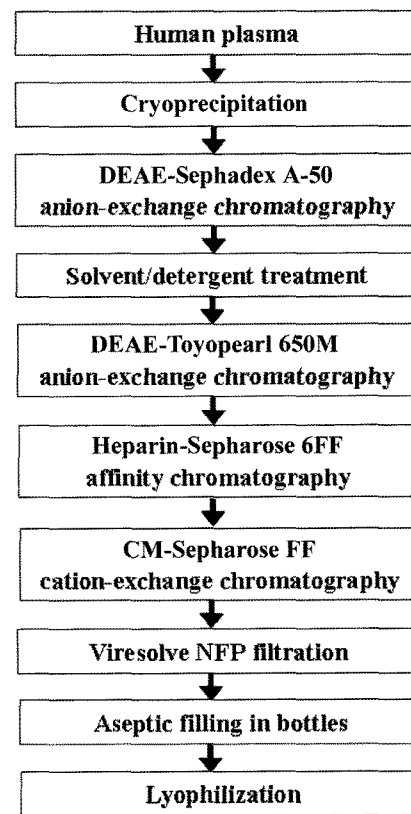 Human plasma
Cryoprecipitation
DEAE-Sephadex A-50
anion-exchange chromatography
Solvent/detergent treatment
DEAE-Toyopearl 650M
anion-exchange chromatography
Heparin-Sepharose 6FF
affinity chromatography
CM-Sepharose FF
cation-exchange chromatography
Viresolve NFP filtration
Aseptic filling in bottles
Lyophilization